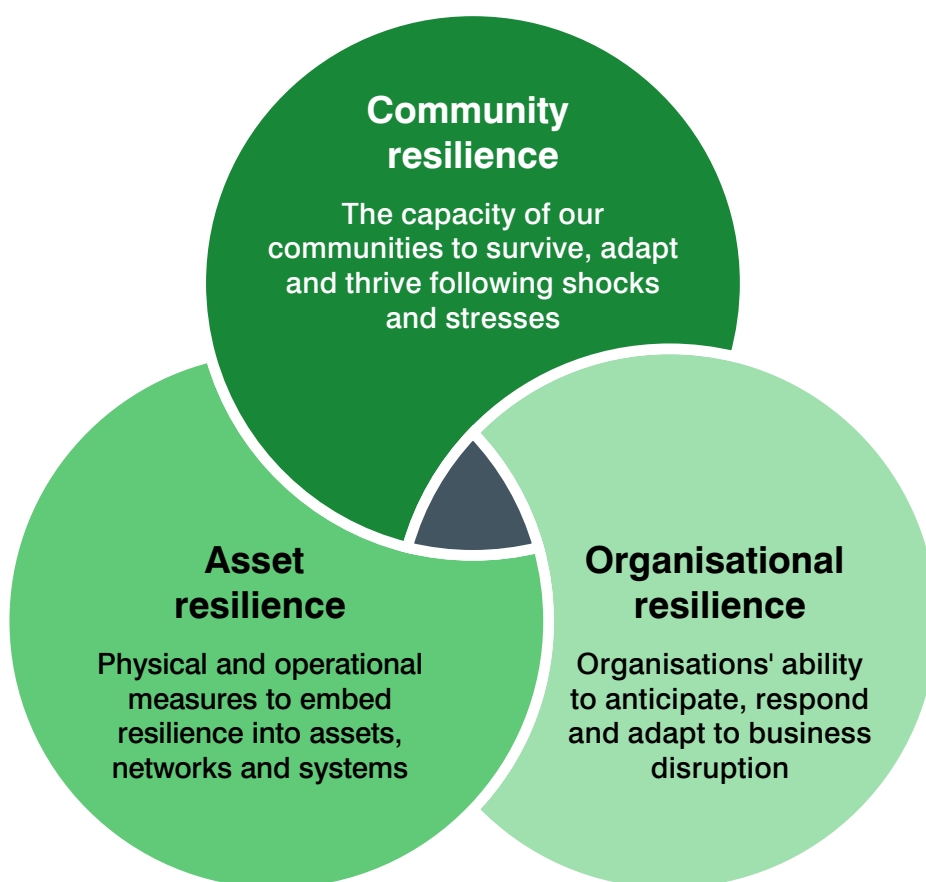 Community
resilience
The capacity of our
communities to survive, adapt
and thrive following shocks
and stresses
Asset
resilience
Physical and operational
measures to embed
resilience into assets,
networks and systems
Organisational
resilience
Organisations' ability
to anticipate, respond
and adapt to business
disruption